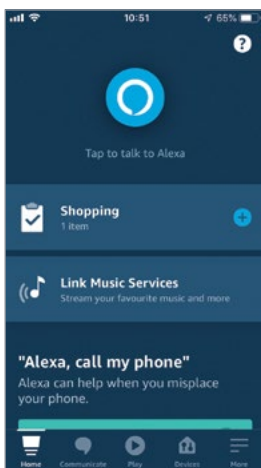 10:51
65%
?
Tap to talk to Alexa
Shopping
1 item
Link Music Services
Stream your favourite music and more
"Alexa, call my phone"
Alexa can help when you misplace
your phone.
Home Communicate Play Devices More